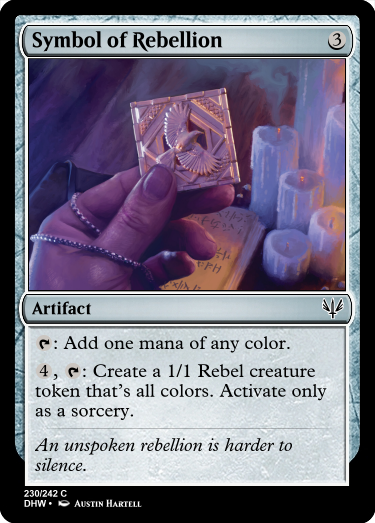 Symbol of Rebellion 3
Artifact
: Add one mana of any color.
4, : Create a 1/1 Rebel creature
token that's all colors. Activate only
as a sorcery.
An unspoken rebellion is harder to
silence.
230/242 C
DHW • Austin Hartell